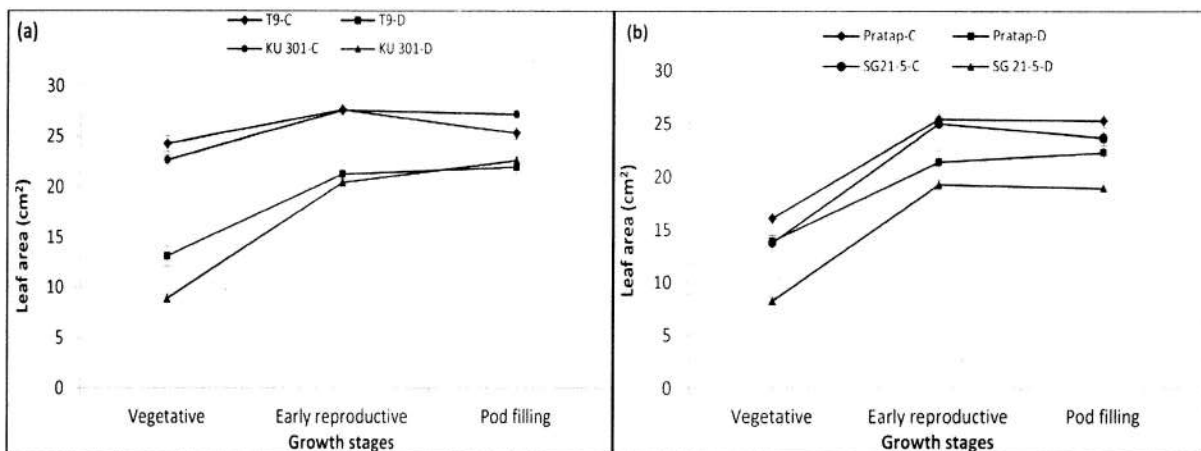 (a)
T9-C T9-D
KU 301-C KU 301-D
30
25
20
15
10
5
0
Leaf area (cm²)
Vegetative Early reproductive Pod filling
Growth stages
(b)
Pratap-C Pratap-D
SG21-5-C SG 21-5-D
30
25
20
15
10
5
0
Leaf area (cm²)
Vegetative Early reproductive Pod filling
Growth stages